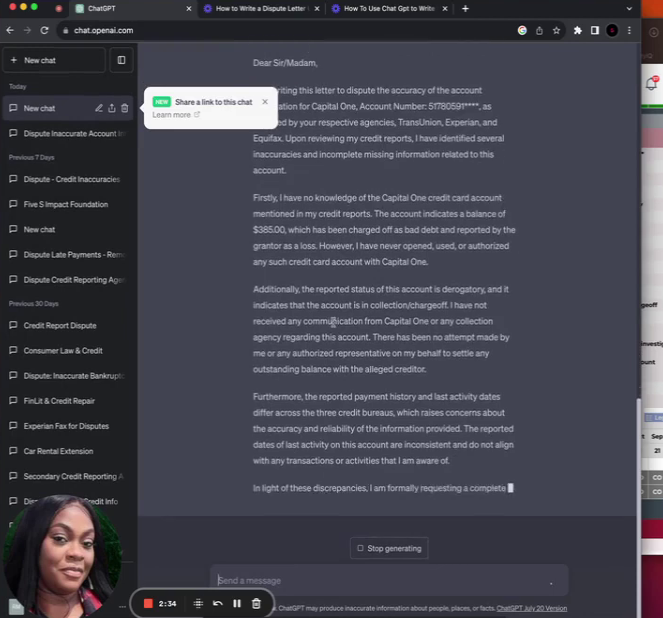 ChatGPT
How to Write a Dispute Letter
How To Use Chat Gpt to Write
chat.openai.com
New chat
Today
New chat
Dispute Inaccurate Account In
Previous 7 Days
Dispute - Credit Inaccuracies
Five S Impact Foundation
New chat
Dispute Late Payments - Rem
Dispute Credit Reporting Agen
Previous 30 Days
Credit Report Dispute
Consumer Law & Credit
Dispute: Inaccurate Bankrupt
FinLit & Credit Repair
Experian Fax for Disputes
Car Rental Extension
Secondary Credit Reporting A
Credit Info
NEW Share a link to this chat
Learn more
Dear Sir/Madam,
riting this letter to dispute the accuracy of the account
ation for Capital One, Account Number: 51780591****, as
ed by your respective agencies, TransUnion, Experian, and
Equifax. Upon reviewing my credit reports, I have identified several
inaccuracies and incomplete missing information related to this
account.
Firstly, I have no knowledge of the Capital One credit card account
mentioned in my credit reports. The account indicates a balance of
$385.00, which has been charged off as bad debt and reported by the
grantor as a loss. However, I have never opened, used, or authorized
any such credit card account with Capital One.
Additionally, the reported status of this account is derogatory, and it
indicates that the account is in collection/chargeoff. I have not
received any communication from Capital One or any collection
agency regarding this account. There has been no attempt made by
me or any authorized representative on my behalf to settle any
outstanding balance with the alleged creditor.
Furthermore, the reported payment history and last activity dates
differ across the three credit bureaus, which raises concerns about
the accuracy and reliability of the information provided. The reported
dates of last activity on this account are inconsistent and do not align
with any transactions or activities that I am aware of.
In light of these discrepancies, I am formally requesting a complete
Stop generating
Send a message
2:34
. ChatGPT may produce inaccurate information about people, places, or facts. ChatGPT July 20 Version
investig
ount
Sep
21
CO
CO